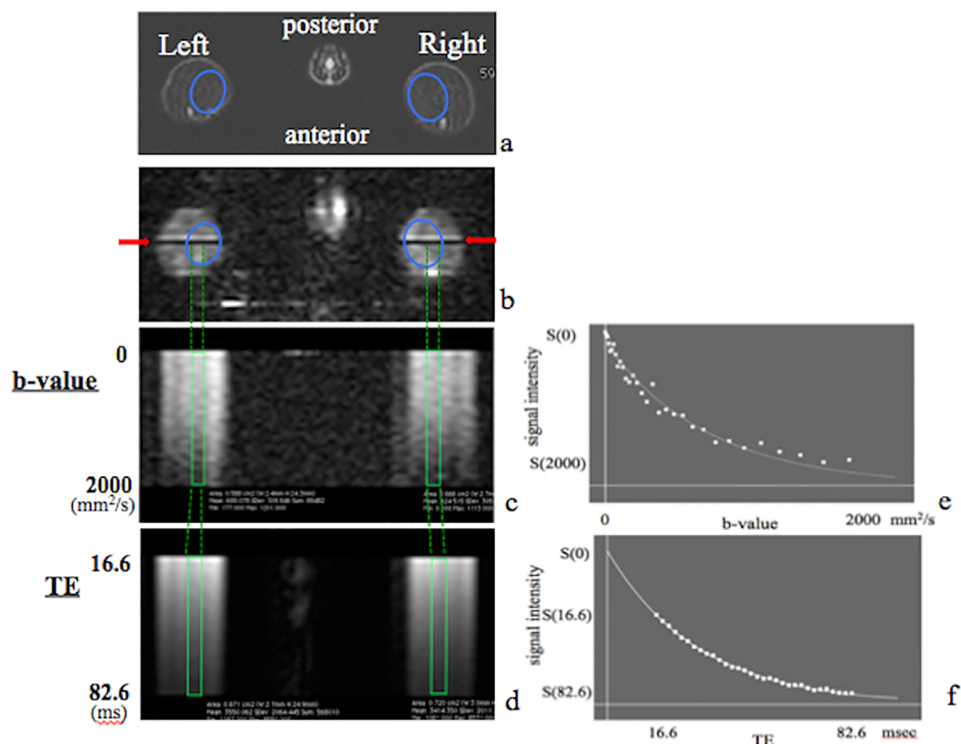 posterior
Left
Right
59
anterior
a
b
0
b-value
2000
(mm²/s)
c
16.6
TE
82.6
(ms)
d
S(0)
signal intensity
S(2000)
0
b-value
2000 mm²/s
e
S(0)
signal intensity
S(16.6)
S(82.6)
16.6
TE
82.6 msec
f